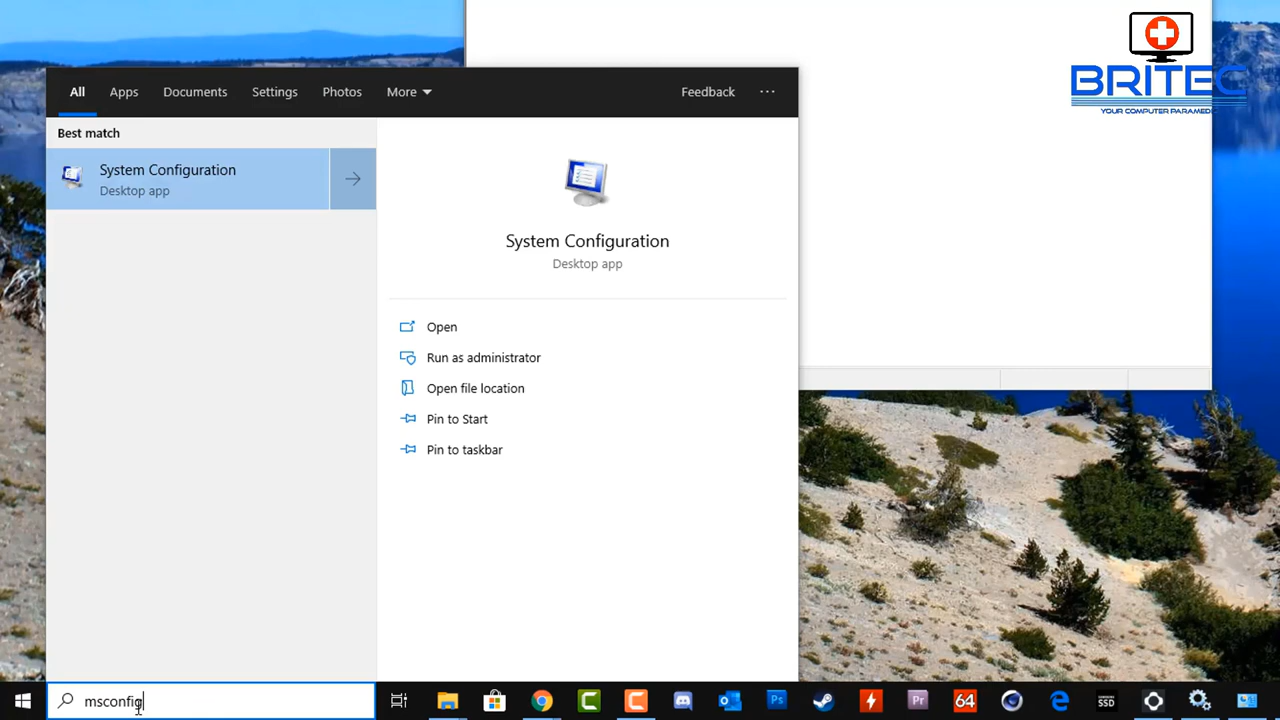 BRITEC
YOUR COMPUTER PARAMEDIC
All Apps Documents Settings Photos More Feedback ...
Best match
System Configuration
Desktop app
System Configuration
Desktop app
Open
Run as administrator
Open file location
Pin to Start
Pin to taskbar
msconfig
Ps
Pr
64
SSD